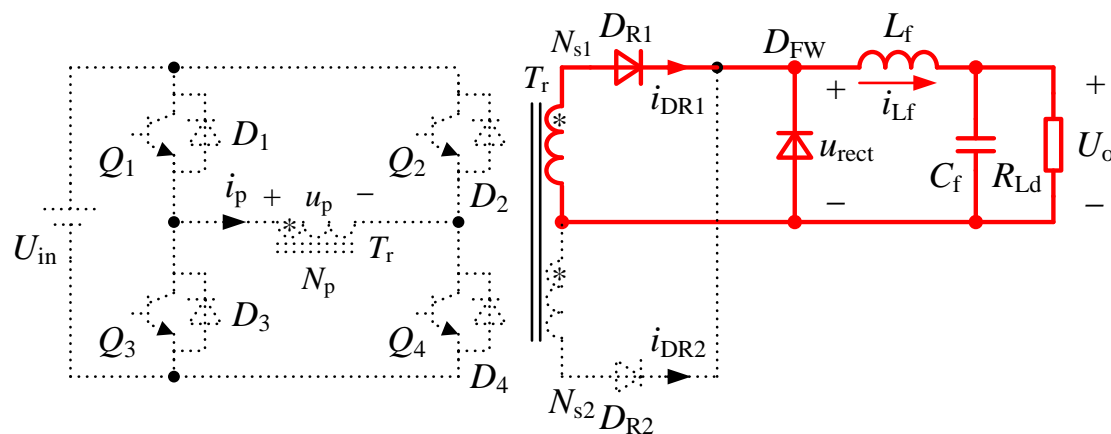 N_s1 D_R1 D_FW L_f
T_r
* i_DR1 + i_Lf +
Q_1 D_1 Q_2 D_2
i_p + u_p − u_rect C_f R_Ld U_o
* − −
U_in N_p T_r *
Q_3 D_3 Q_4 D_4
i_DR2
N_s2 D_R2